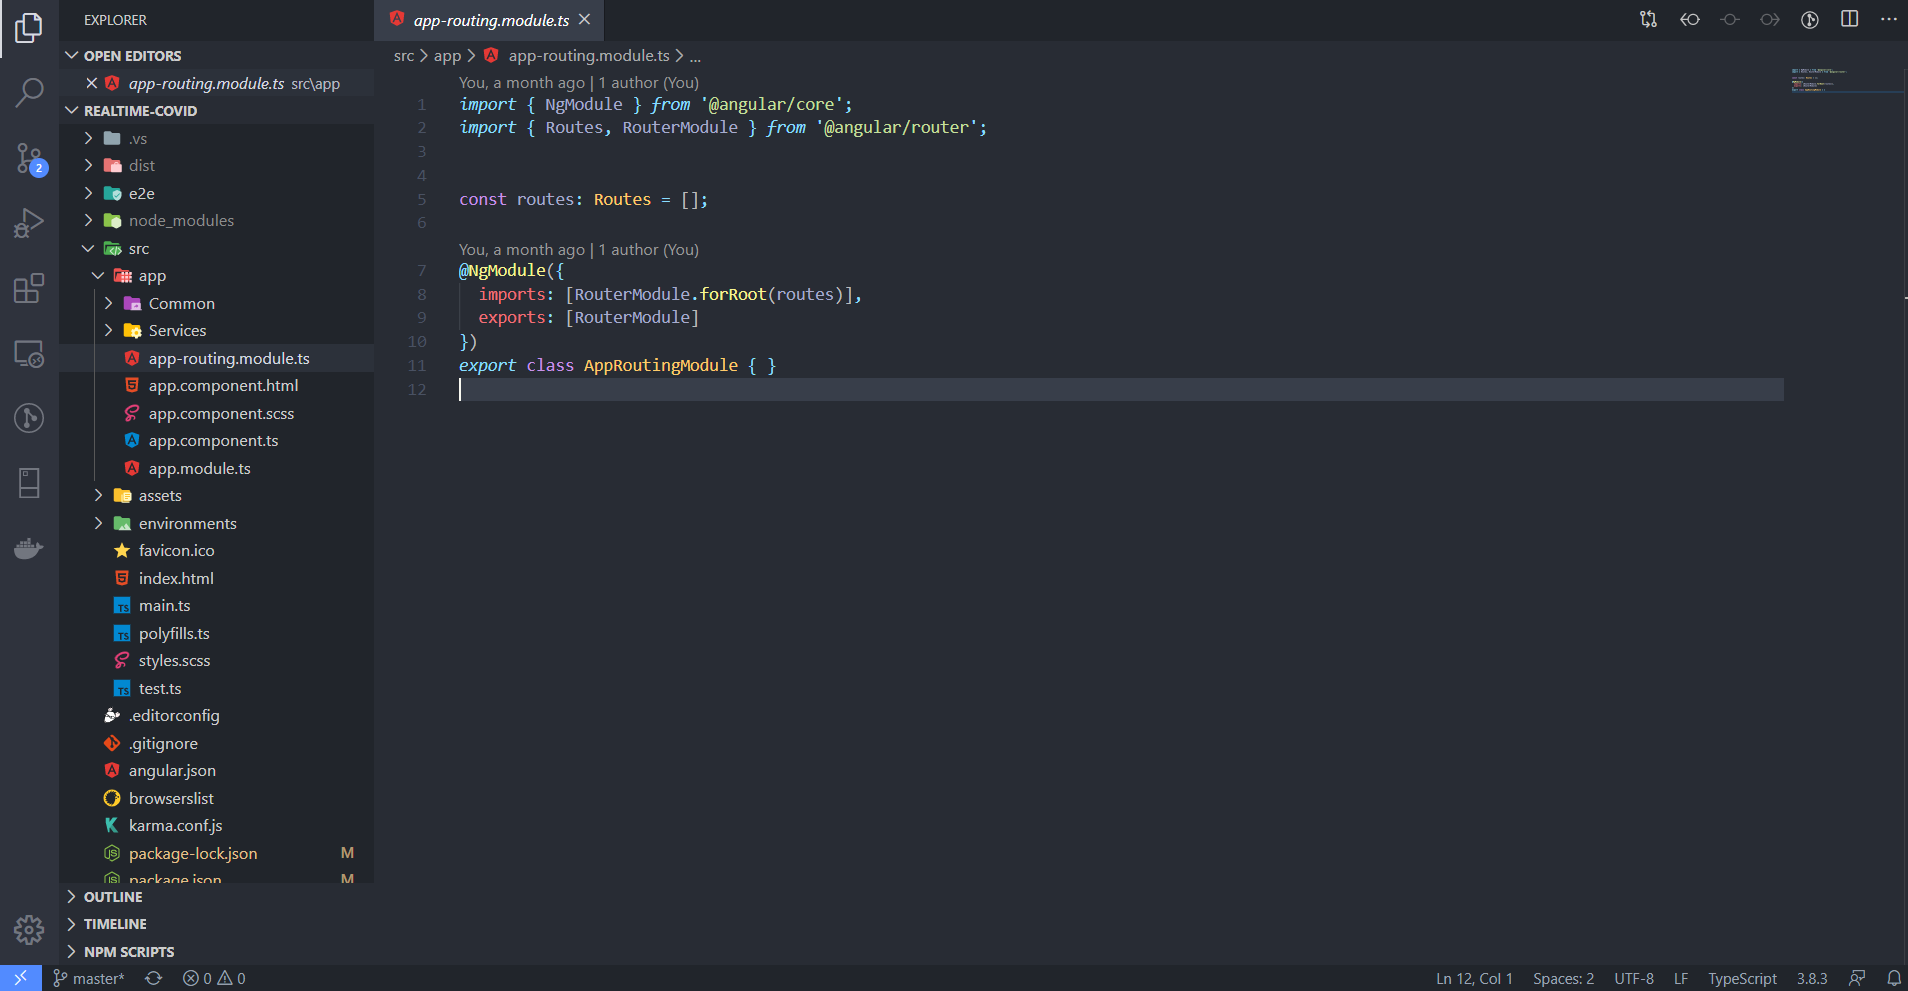 EXPLORER
OPEN EDITORS
app-routing.module.ts src\app
REALTIME-COVID
.vs
dist
e2e
node_modules
src
app
Common
Services
app-routing.module.ts
app.component.html
app.component.scss
app.component.ts
app.module.ts
assets
environments
favicon.ico
index.html
main.ts
polyfills.ts
styles.scss
test.ts
.editorconfig
.gitignore
angular.json
browserslist
karma.conf.js
package-lock.json M
package.json M
OUTLINE
TIMELINE
NPM SCRIPTS
2
app-routing.module.ts
src > app > app-routing.module.ts > ...
You, a month ago | 1 author (You)
1 import { NgModule } from '@angular/core';
2 import { Routes, RouterModule } from '@angular/router';
3
4
5 const routes: Routes = [];
6
You, a month ago | 1 author (You)
7 @NgModule({
8 imports: [RouterModule.forRoot(routes)],
9 exports: [RouterModule]
10 })
11 export class AppRoutingModule { }
12
master* 0 0 Ln 12, Col 1 Spaces: 2 UTF-8 LF TypeScript 3.8.3